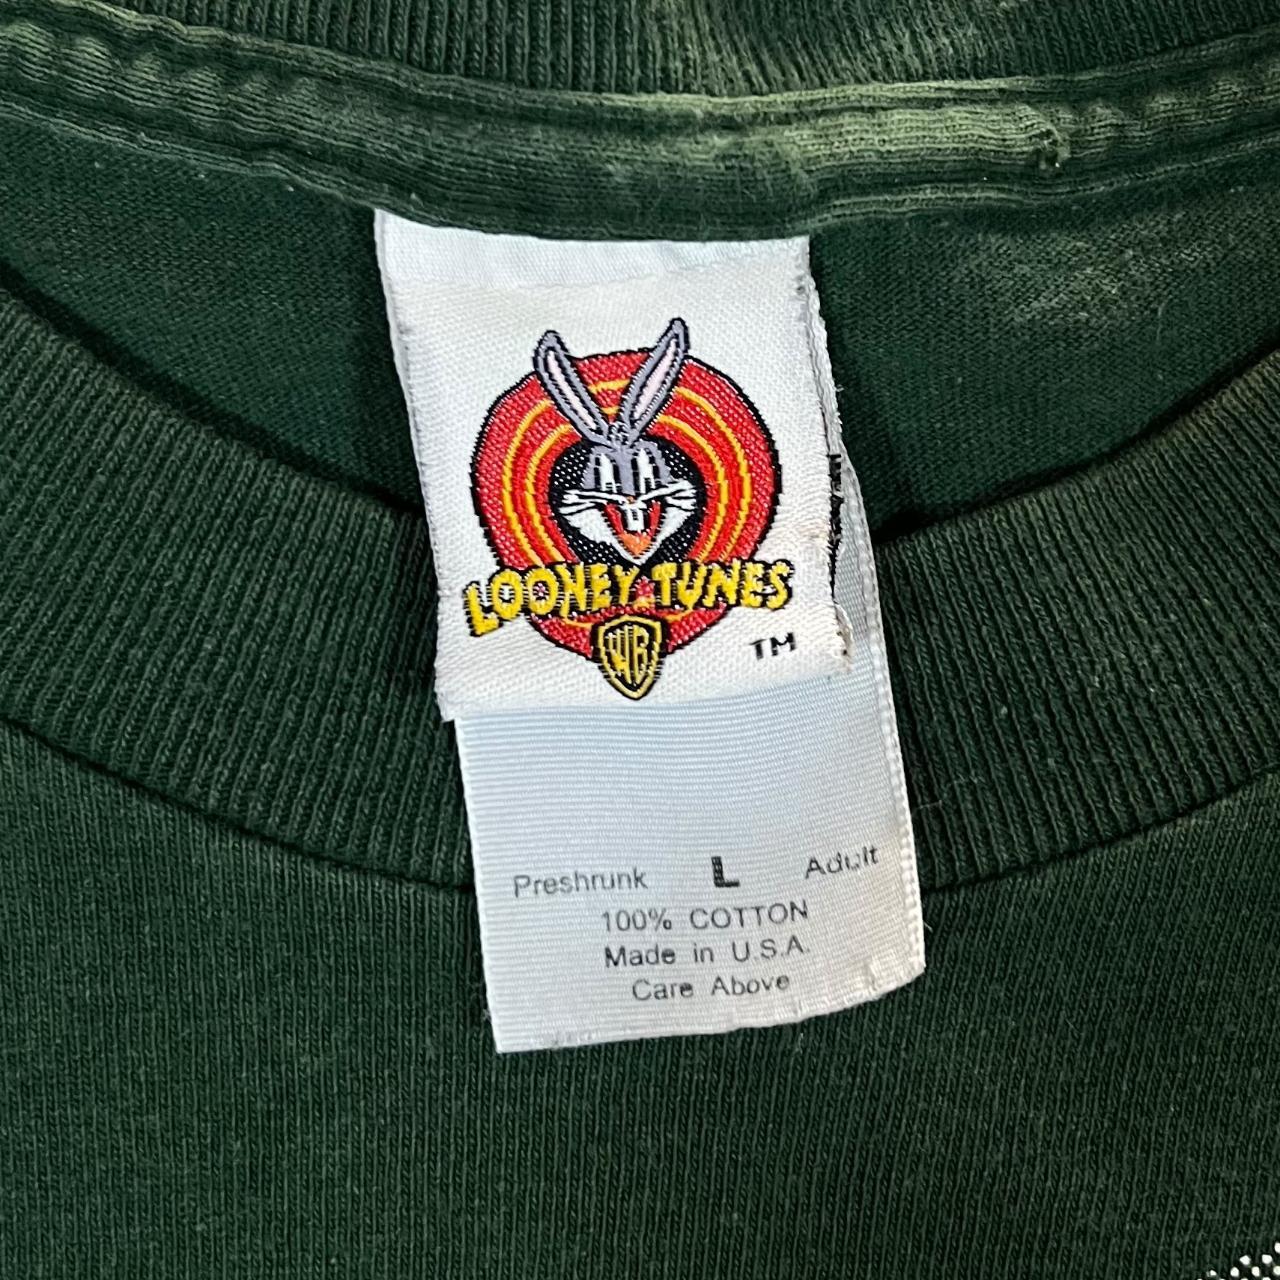 LOONEY TUNES
WB
TM
Preshrunk L Adult
100% COTTON
Made in U.S.A.
Care Above